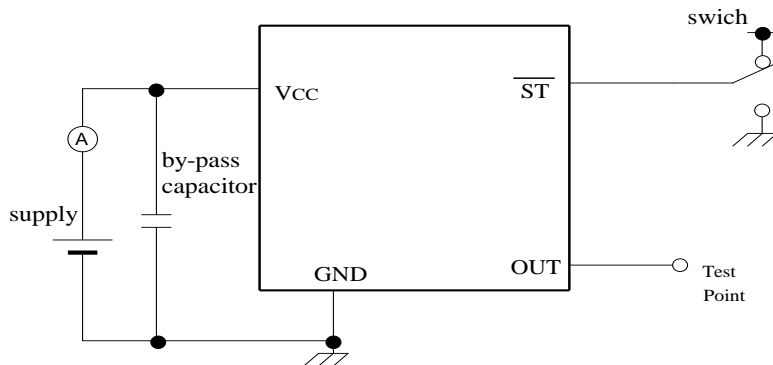 swich
VCC
ST
A
by-pass
capacitor
supply
GND
OUT
Test
Point